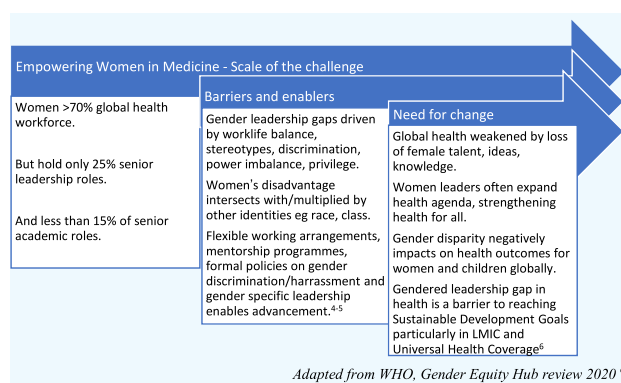 Empowering Women in Medicine - Scale of the challenge
Women >70% global health
workforce.
But hold only 25% senior
leadership roles.
And less than 15% of senior
academic roles.
Barriers and enablers
Gender leadership gaps driven
by worklife balance,
stereotypes, discrimination,
power imbalance, privilege.
Women's disadvantage
intersects with/multiplied by
other identities eg race, class.
Flexible working arrangements,
mentorship programmes,
formal policies on gender
discrimination/harrassment and
gender specific leadership
enables advancement.4-5
Need for change
Global health weakened by loss
of female talent, ideas,
knowledge.
Women leaders often expand
health agenda, strengthening
health for all.
Gender disparity negatively
impacts on health outcomes for
women and children globally.
Gendered leadership gap in
health is a barrier to reaching
Sustainable Development Goals
particularly in LMIC and
Universal Health Coverage6
Adapted from WHO, Gender Equity Hub review 2020